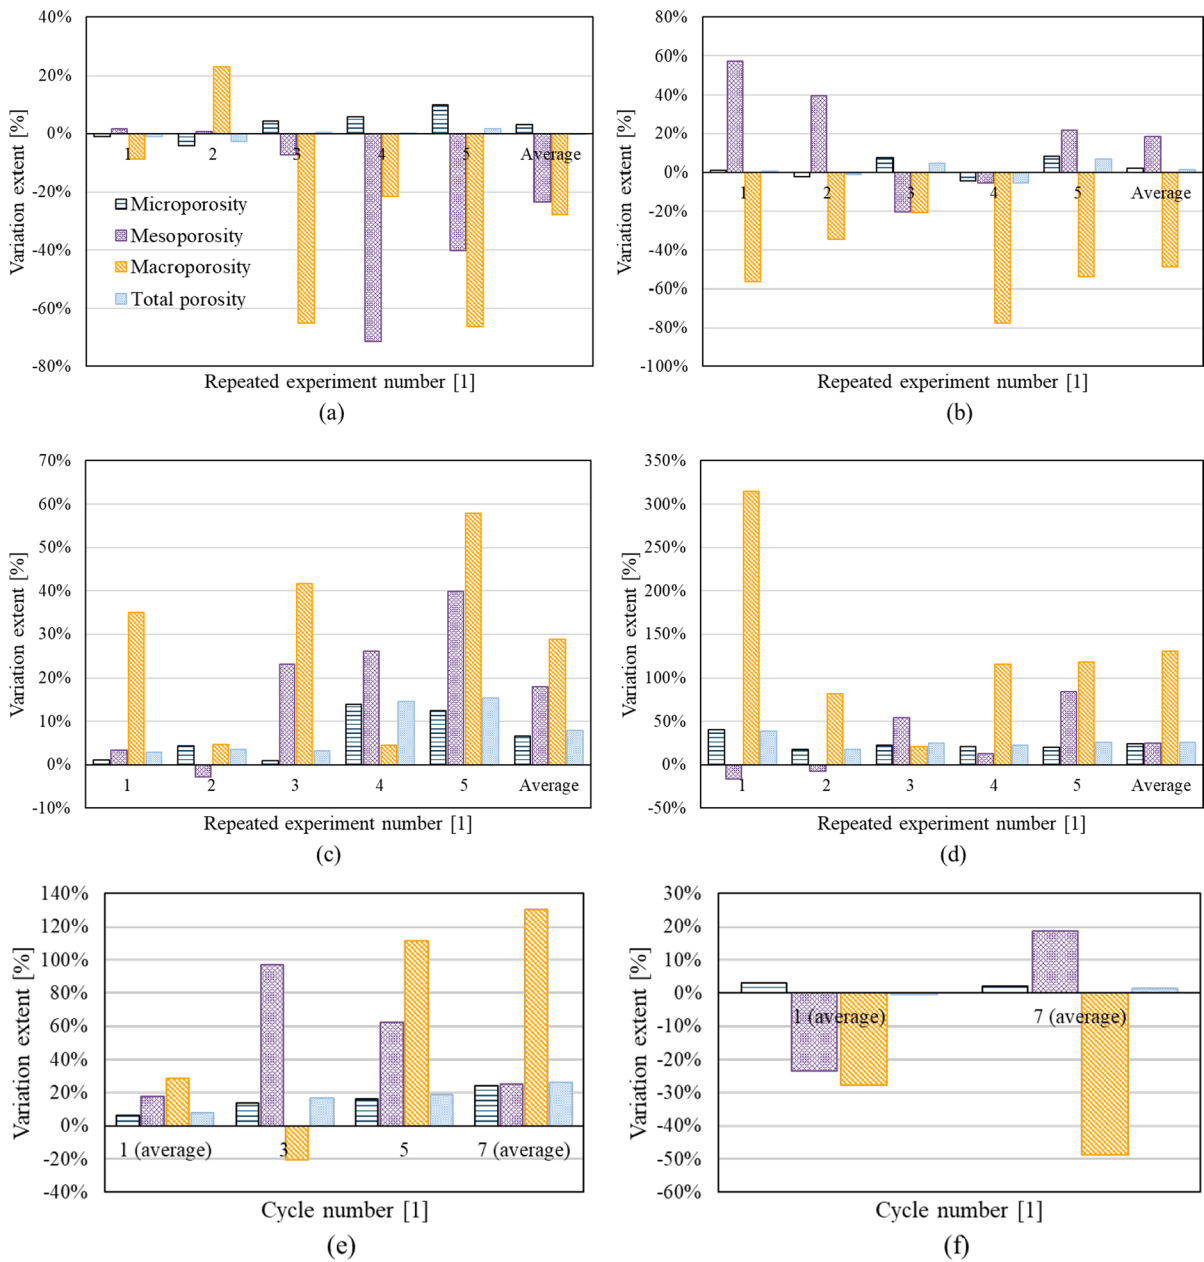 40%
20%
0%
-20%
-40%
-60%
-80%
Variation extent [%]
1
2
3
4
5
Average
Microporosity
Mesoporosity
Macroporosity
Total porosity
Repeated experiment number [1]
(a)
80%
60%
40%
20%
0%
-20%
-40%
-60%
-80%
-100%
Variation extent [%]
1
2
3
4
5
Average
Repeated experiment number [1]
(b)
70%
60%
50%
40%
30%
20%
10%
0%
-10%
Variation extent [%]
1
2
3
4
5
Average
Repeated experiment number [1]
(c)
350%
300%
250%
200%
150%
100%
50%
0%
-50%
Variation extent [%]
1
2
3
4
5
Average
Repeated experiment number [1]
(d)
140%
120%
100%
80%
60%
40%
20%
0%
-20%
-40%
Variation extent [%]
1 (average)
3
5
7 (average)
Cycle number [1]
(e)
30%
20%
10%
0%
-10%
-20%
-30%
-40%
-50%
-60%
Variation extent [%]
1 (average)
7 (average)
Cycle number [1]
(f)